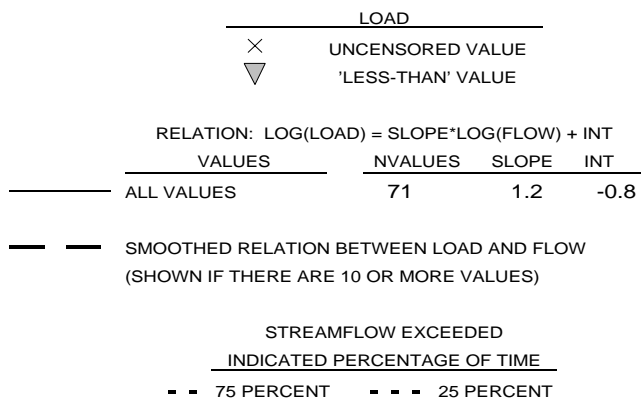 LOAD
UNCENSORED VALUE
'LESS-THAN' VALUE
RELATION: LOG(LOAD) = SLOPE*LOG(FLOW) + INT
VALUES NVALUES SLOPE INT
ALL VALUES 71 1.2 -0.8
SMOOTHED RELATION BETWEEN LOAD AND FLOW
(SHOWN IF THERE ARE 10 OR MORE VALUES)
STREAMFLOW EXCEEDED
INDICATED PERCENTAGE OF TIME
75 PERCENT 25 PERCENT